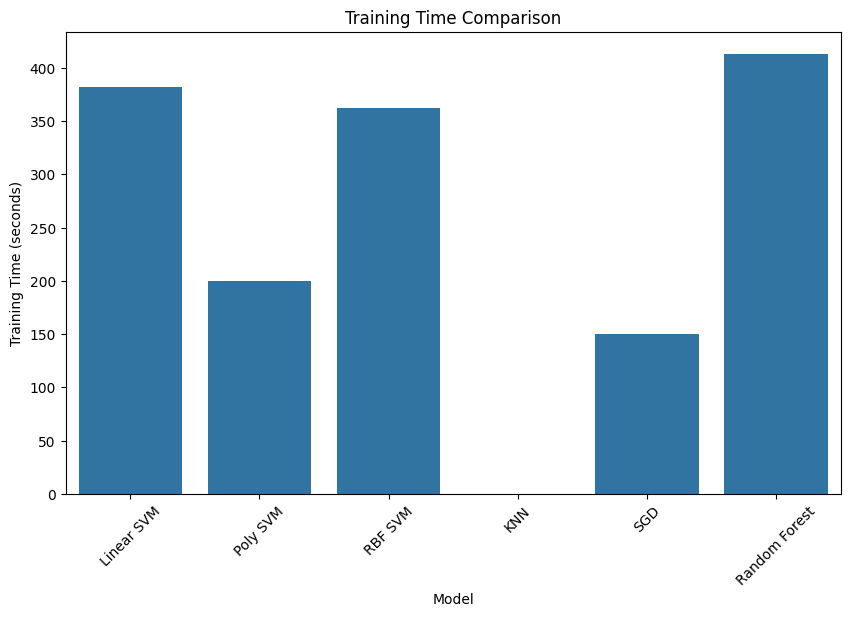 Training Time Comparison
Training Time (seconds)
400
350
300
250
200
150
100
50
0
Linear SVM
Poly SVM
RBF SVM
KNN
SGD
Random Forest
Model